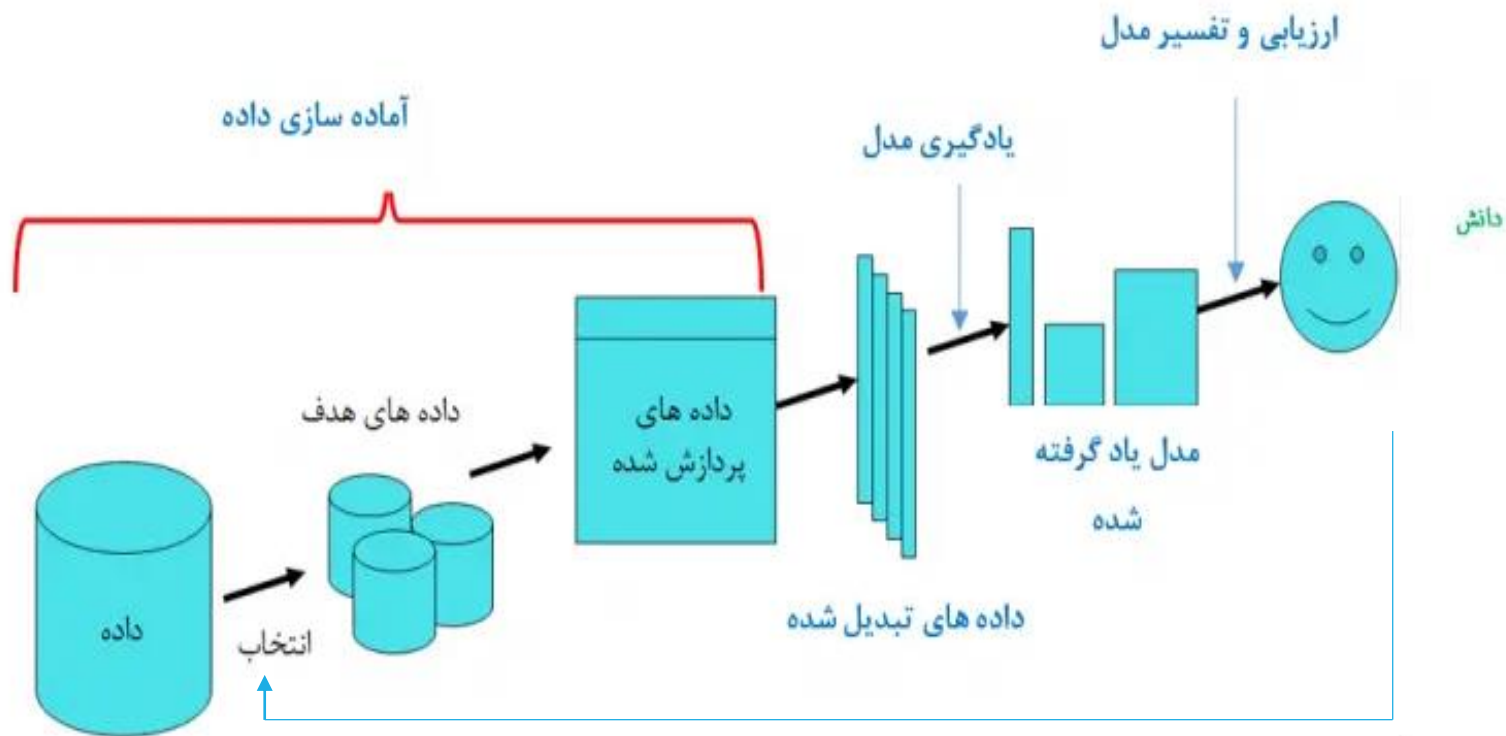 ارزیابی و تفسیر مدل
آماده سازی داده
یادگیری مدل
دانش
داده های هدف
داده های
پردازش شده
مدل یاد گرفته
شده
داده های تبدیل شده
داده
انتخاب